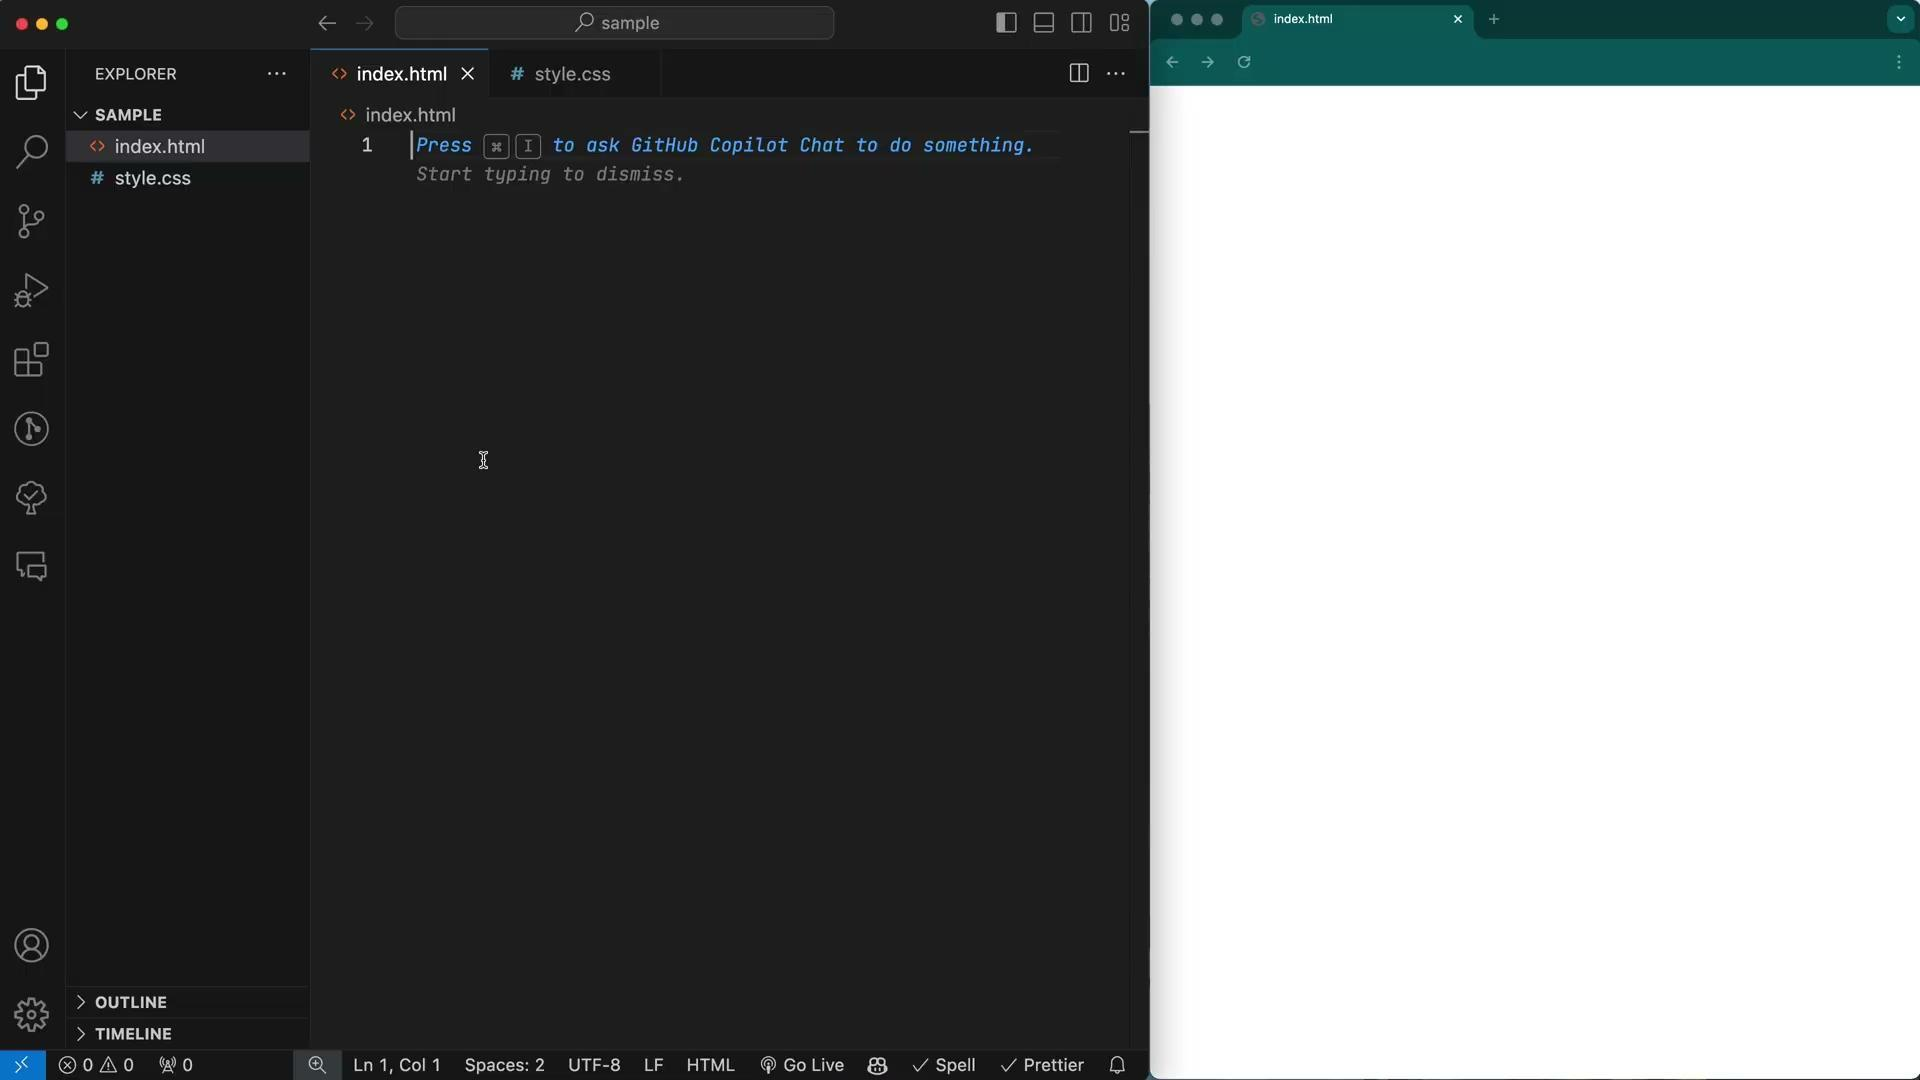 sample
EXPLORER
SAMPLE
index.html
style.css
index.html
style.css
index.html
1
Press ⌘ I to ask GitHub Copilot Chat to do something.
Start typing to dismiss.
OUTLINE
TIMELINE
0 0 0 Ln 1, Col 1 Spaces: 2 UTF-8 LF HTML Go Live Spell Prettier
index.html